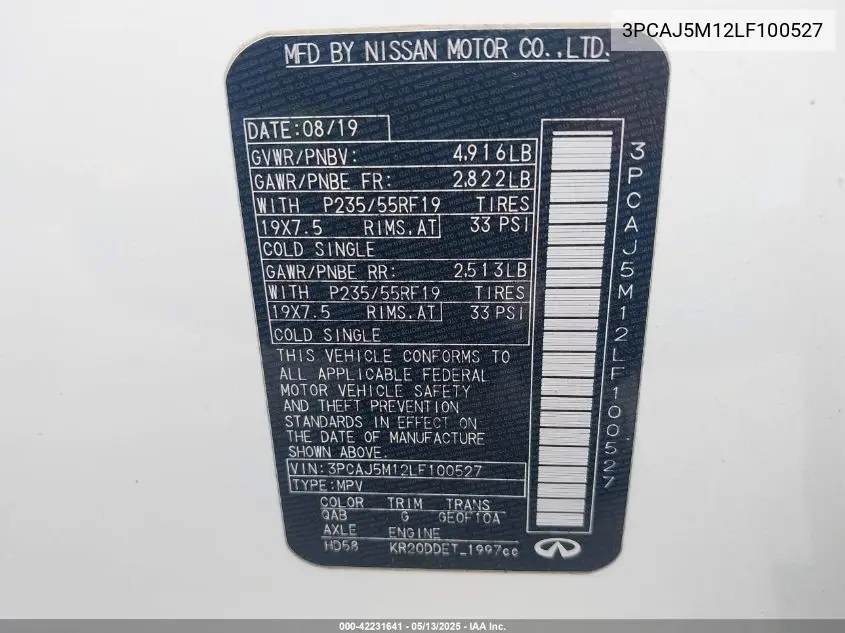 3PCAJ5M12LF100527
MFD BY NISSAN MOTOR CO.,LTD.
DATE:08/19
GVWR/PNBV: 4,916LB
GAWR/PNBE FR: 2,822LB
WITH P235/55RF19 TIRES
19X7.5 RIMS.AT 33 PSI
COLD SINGLE
GAWR/PNBE RR: 2,513LB
WITH P235/55RF19 TIRES
19X7.5 RIMS.AT 33 PSI
COLD SINGLE
THIS VEHICLE CONFORMS TO
ALL APPLICABLE FEDERAL
MOTOR VEHICLE SAFETY
AND THEFT PREVENTION
STANDARDS IN EFFECT ON
THE DATE OF MANUFACTURE
SHOWN ABOVE.
VIN:3PCAJ5M12LF100527
TYPE:MPV
COLOR TRIM TRANS
QAB G GE0F10A
AXLE ENGINE
HD58 KR20DDET_1997cc
3PCAJ5M12LF100527
000-42231641 - 05/13/2025 - IAA Inc.